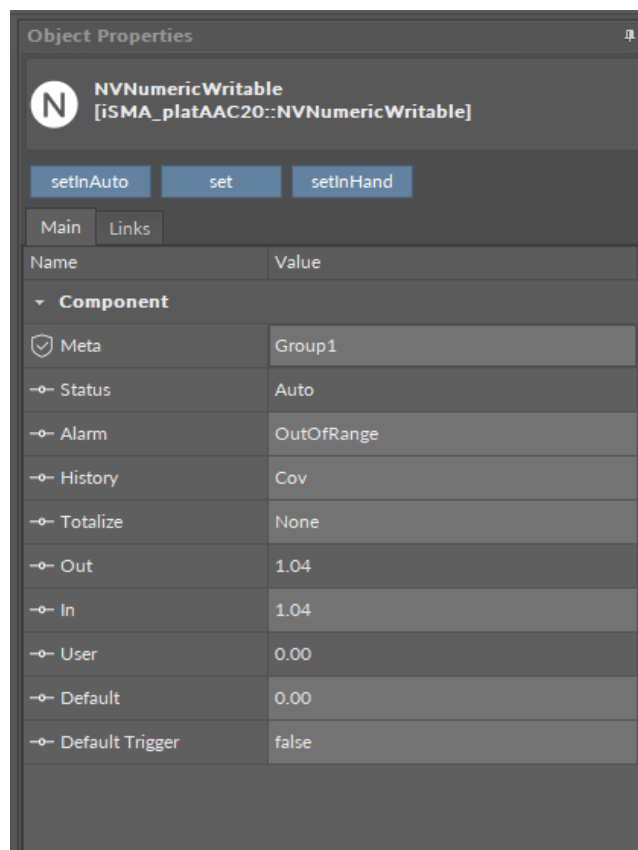 Object Properties
N
NVNumericWritable
[iSMA_platAAC20::NVNumericWritable]
setInAuto set setInHand
Main Links
Name Value
Component
Meta Group1
Status Auto
Alarm OutOfRange
History Cov
Totalize None
Out 1.04
In 1.04
User 0.00
Default 0.00
Default Trigger false